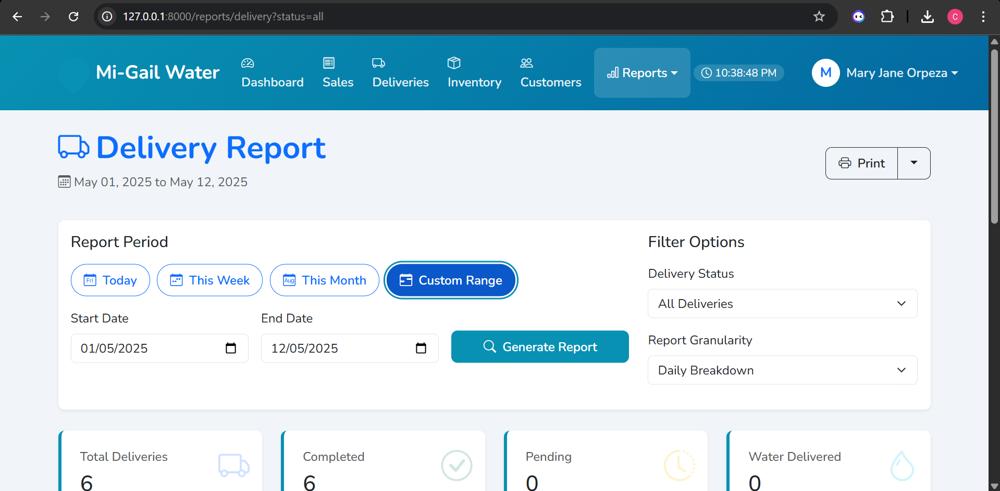 127.0.0.1:8000/reports/delivery?status=all
C
Mi-Gail Water
Dashboard
Sales
Deliveries
Inventory
Customers
Reports
10:38:48 PM
M
Mary Jane Orpeza
Delivery Report
May 01, 2025 to May 12, 2025
Print
Report Period
Filter Options
Fri Today
This Week
Aug This Month
Custom Range
Delivery Status
All Deliveries
Start Date
End Date
01/05/2025
12/05/2025
Generate Report
Report Granularity
Daily Breakdown
Total Deliveries
6
Completed
6
Pending
0
Water Delivered
0